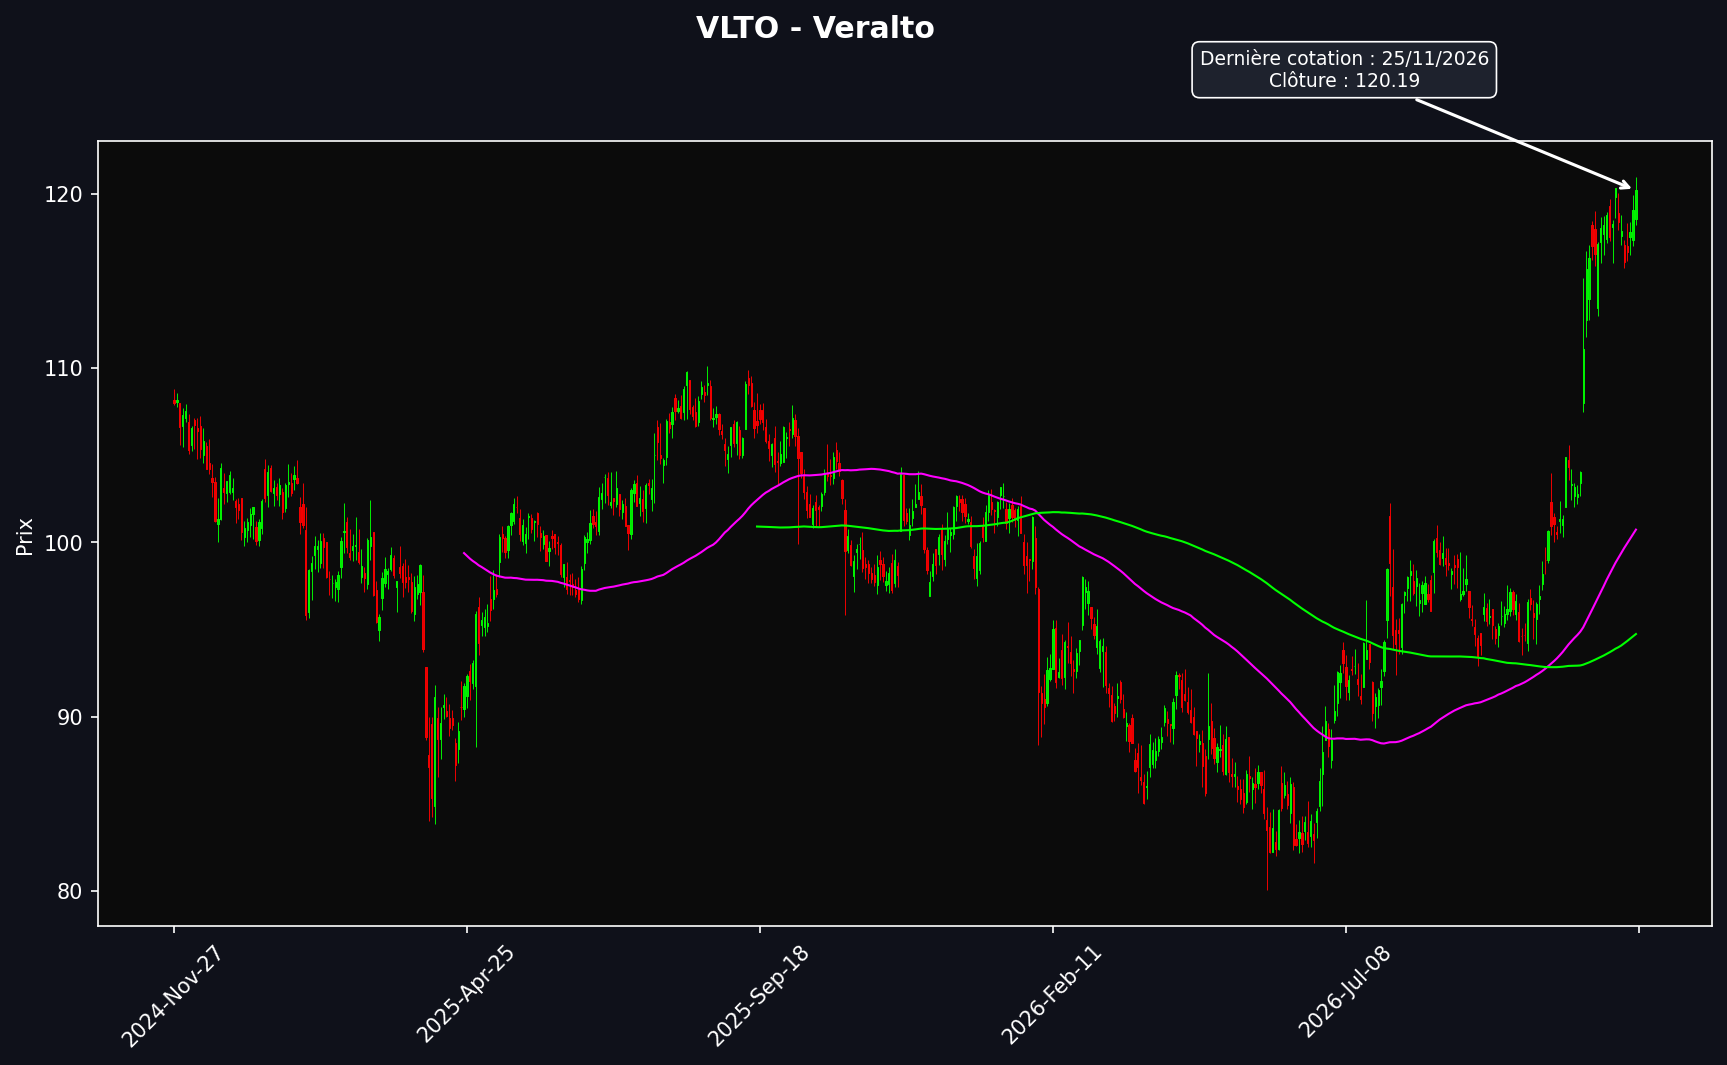 VLTO - Veralto
Dernière cotation : 25/11/2026
Clôture : 120.19
Prix
120
110
100
90
80
2024-Nov-27
2025-Apr-25
2025-Sep-18
2026-Feb-11
2026-Jul-08